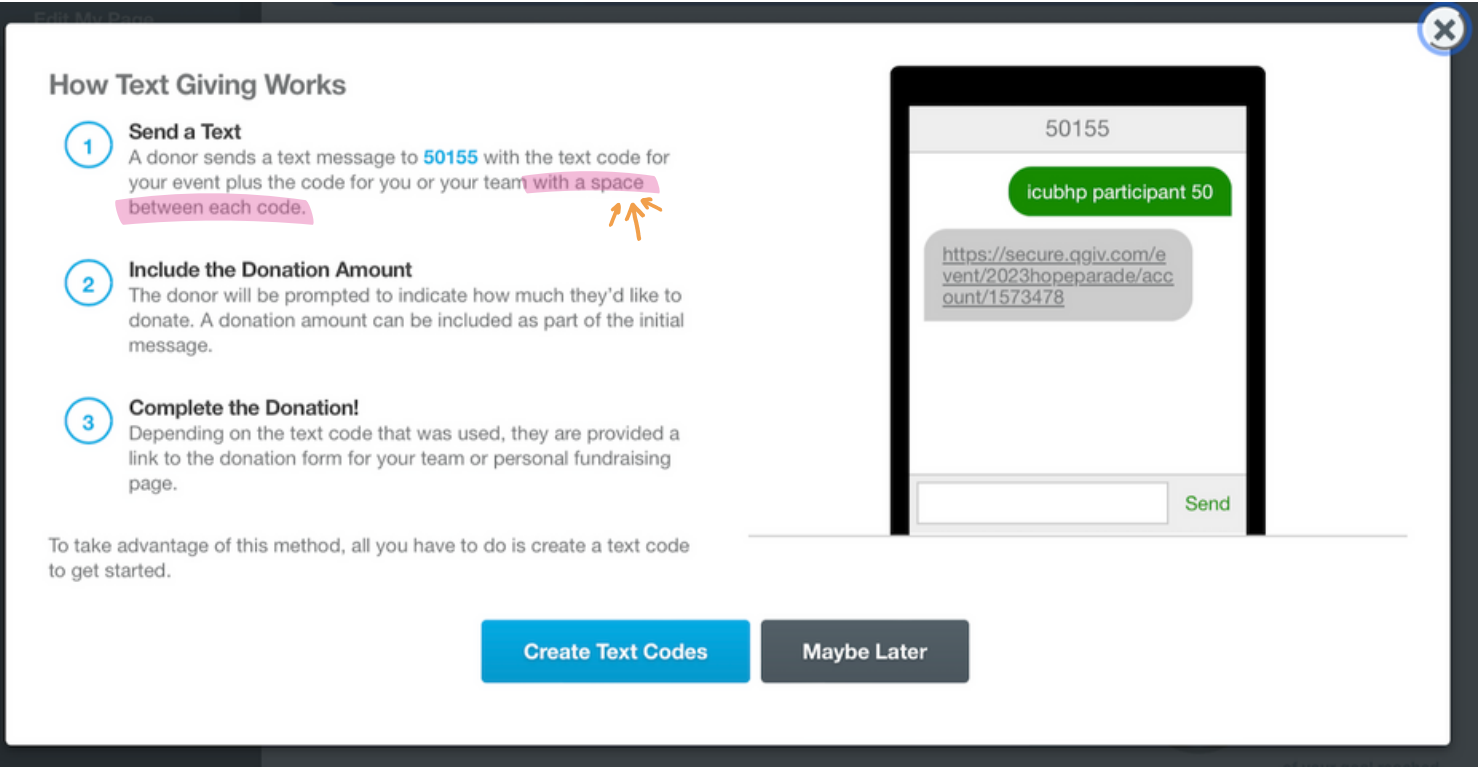 Edit My Page
How Text Giving Works
1
Send a Text
A donor sends a text message to 50155 with the text code for
your event plus the code for you or your team with a space
between each code.
2
Include the Donation Amount
The donor will be prompted to indicate how much they'd like to
donate. A donation amount can be included as part of the initial
message.
3
Complete the Donation!
Depending on the text code that was used, they are provided a
link to the donation form for your team or personal fundraising
page.
To take advantage of this method, all you have to do is create a text code
to get started.
50155
icubhp participant 50
https://secure.qgiv.com/e
vent/2023hopeparade/acc
ount/1573478
Send
Create Text Codes
Maybe Later